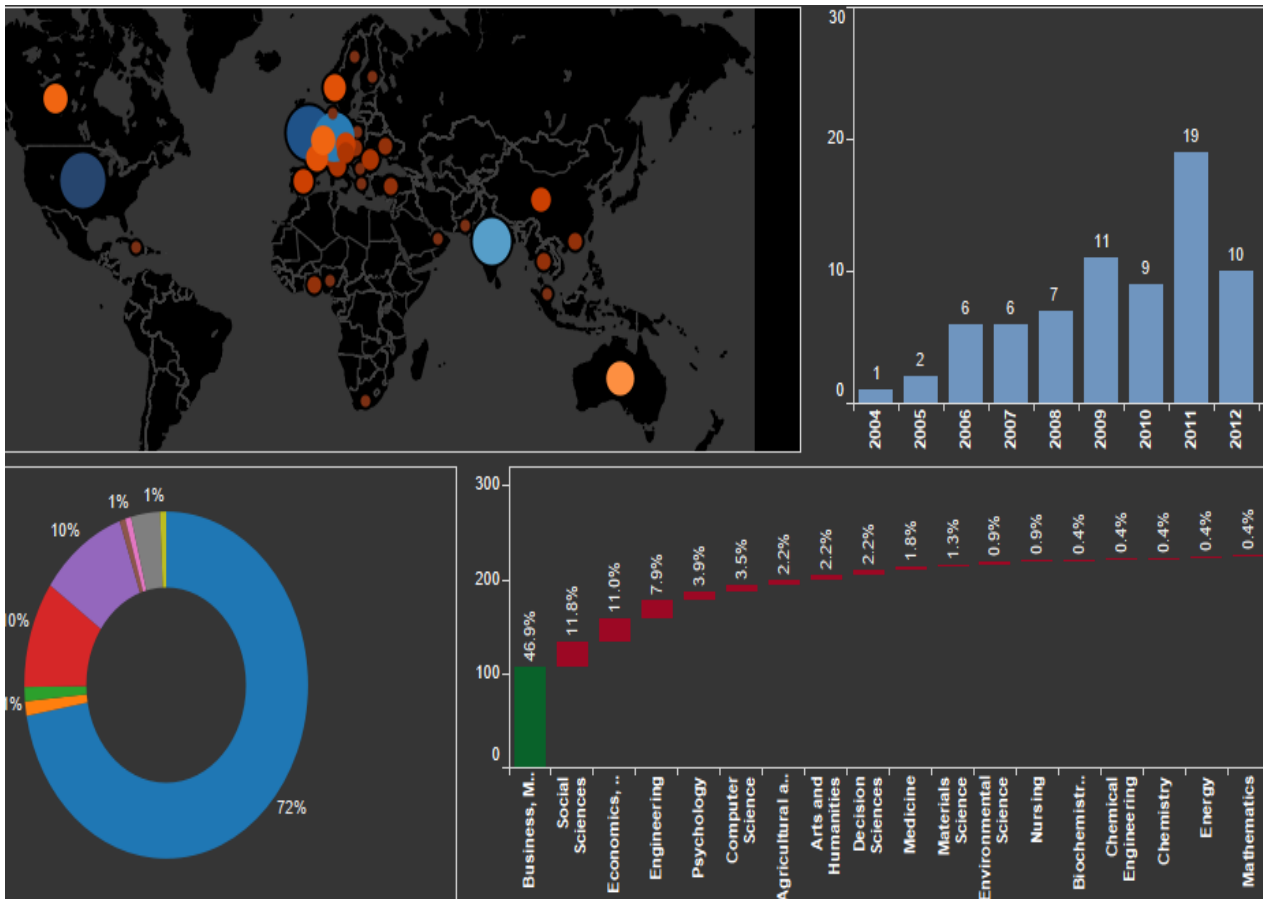 30
20
10
0
1
2
6
6
7
11
9
19
10
2004
2005
2006
2007
2008
2009
2010
2011
2012
1%
1%
10%
10%
1%
72%
300
200
100
0
46.9%
11.8%
11.0%
7.9%
3.9%
3.5%
2.2%
2.2%
2.2%
1.8%
1.3%
0.9%
0.9%
0.4%
0.4%
0.4%
0.4%
0.4%
Business, M..
Social
Sciences
Economics, ..
Engineering
Psychology
Computer
Science
Agricultural a..
Arts and
Humanities
Decision
Sciences
Medicine
Materials
Science
Environmental
Science
Nursing
Biochemistr..
Chemical
Engineering
Chemistry
Energy
Mathematics